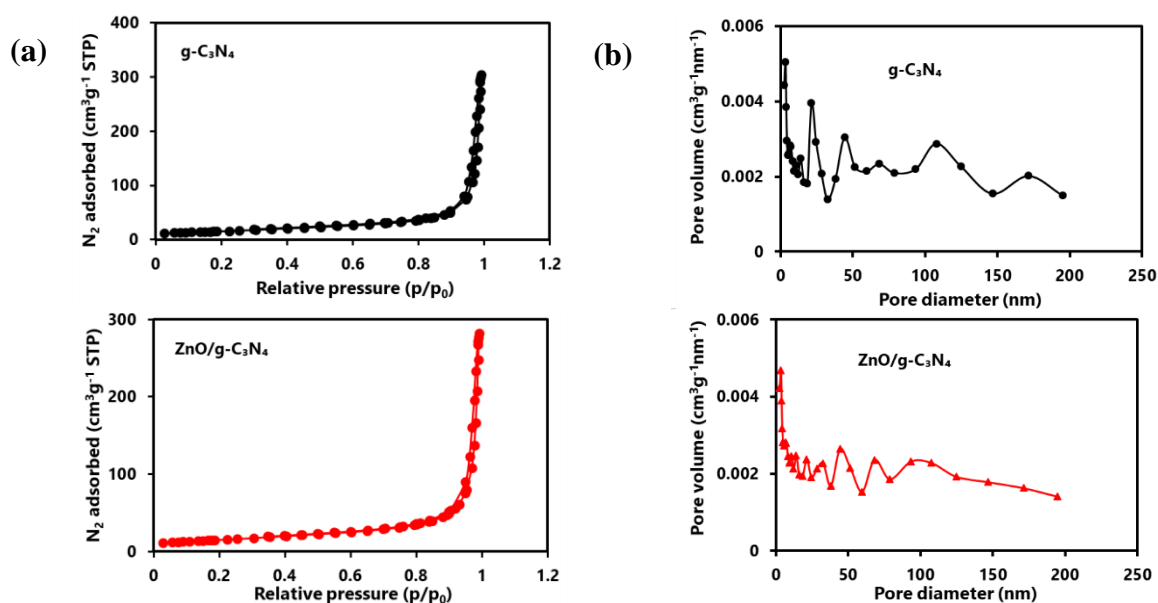 (a)
N₂ adsorbed (cm³g⁻¹ STP)
400
300
200
100
0
g-C₃N₄
0 0.2 0.4 0.6 0.8 1 1.2
Relative pressure (p/p₀)
(b)
Pore volume (cm³g⁻¹nm⁻¹)
0.006
0.004
0.002
0
g-C₃N₄
0 50 100 150 200 250
Pore diameter (nm)
N₂ adsorbed (cm³g⁻¹ STP)
300
200
100
0
ZnO/g-C₃N₄
0 0.2 0.4 0.6 0.8 1 1.2
Relative pressure (p/p₀)
Pore volume (cm³g⁻¹nm⁻¹)
0.006
0.004
0.002
0
ZnO/g-C₃N₄
0 50 100 150 200 250
Pore diameter (nm)